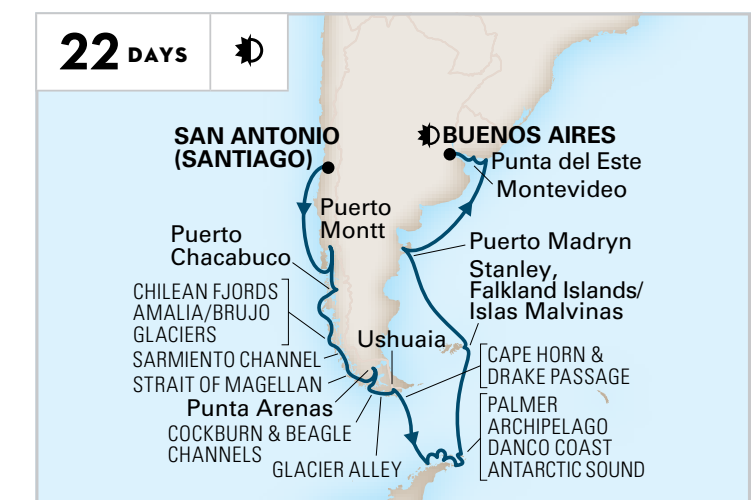 22 DAYS
SAN ANTONIO
(SANTIAGO)
BUENOS AIRES
Punta del Este
Montevideo
Puerto
Montt
Puerto
Chacabuco
Puerto Madryn
Stanley,
Falkland Islands/
Islas Malvinas
CHILEAN FJORDS
AMALIA/BRUJO
GLACIERS
Ushuaia
SARMIENTO CHANNEL
STRAIT OF MAGELLAN
Punta Arenas
COCKBURN & BEAGLE
CHANNELS
GLACIER ALLEY
CAPE HORN &
DRAKE PASSAGE
PALMER
ARCHIPELAGO
DANCO COAST
ANTARCTIC SOUND